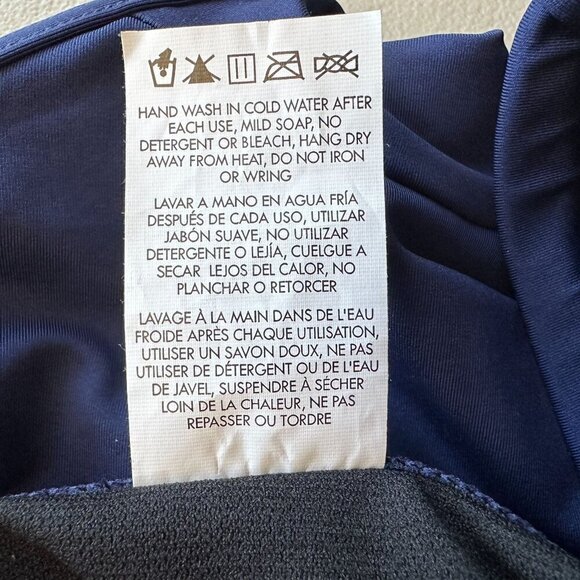 HAND WASH IN COLD WATER AFTER
EACH USE, MILD SOAP, NO
DETERGENT OR BLEACH, HANG DRY
AWAY FROM HEAT, DO NOT IRON
OR WRING
LAVAR A MANO EN AGUA FRÍA
DESPUÉS DE CADA USO, UTILIZAR
JABÓN SUAVE, NO UTILIZAR
DETERGENTE O LEJÍA, CUELGUE A
SECAR LEJOS DEL CALOR, NO
PLANCHAR O RETORCER
LAVAGE À LA MAIN DANS DE L'EAU
FROIDE APRÈS CHAQUE UTILISATION,
UTILISER UN SAVON DOUX, NE PAS
UTILISER DE DÉTERGENT OU DE L'EAU
DE JAVEL, SUSPENDRE À SÉCHER
LOIN DE LA CHALEUR, NE PAS
REPASSER OU TORDRE